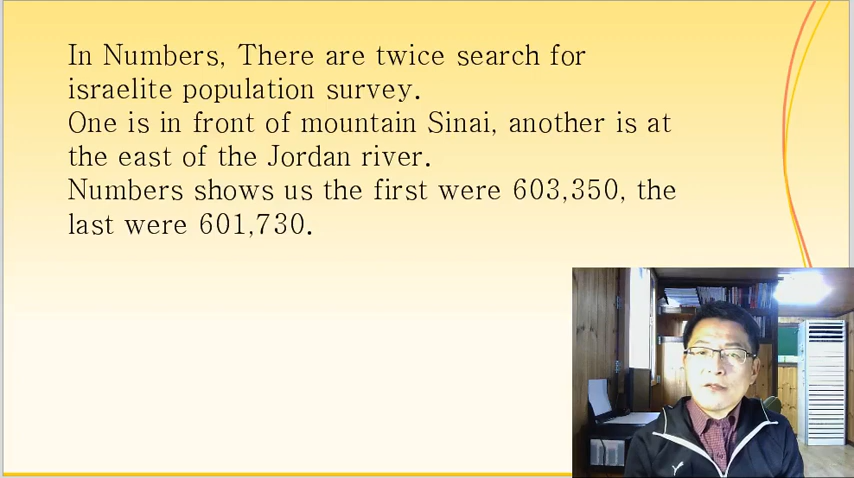 In Numbers, There are twice search for
israelite population survey.
One is in front of mountain Sinai, another is at
the east of the Jordan river.
Numbers shows us the first were 603,350, the
last were 601,730.